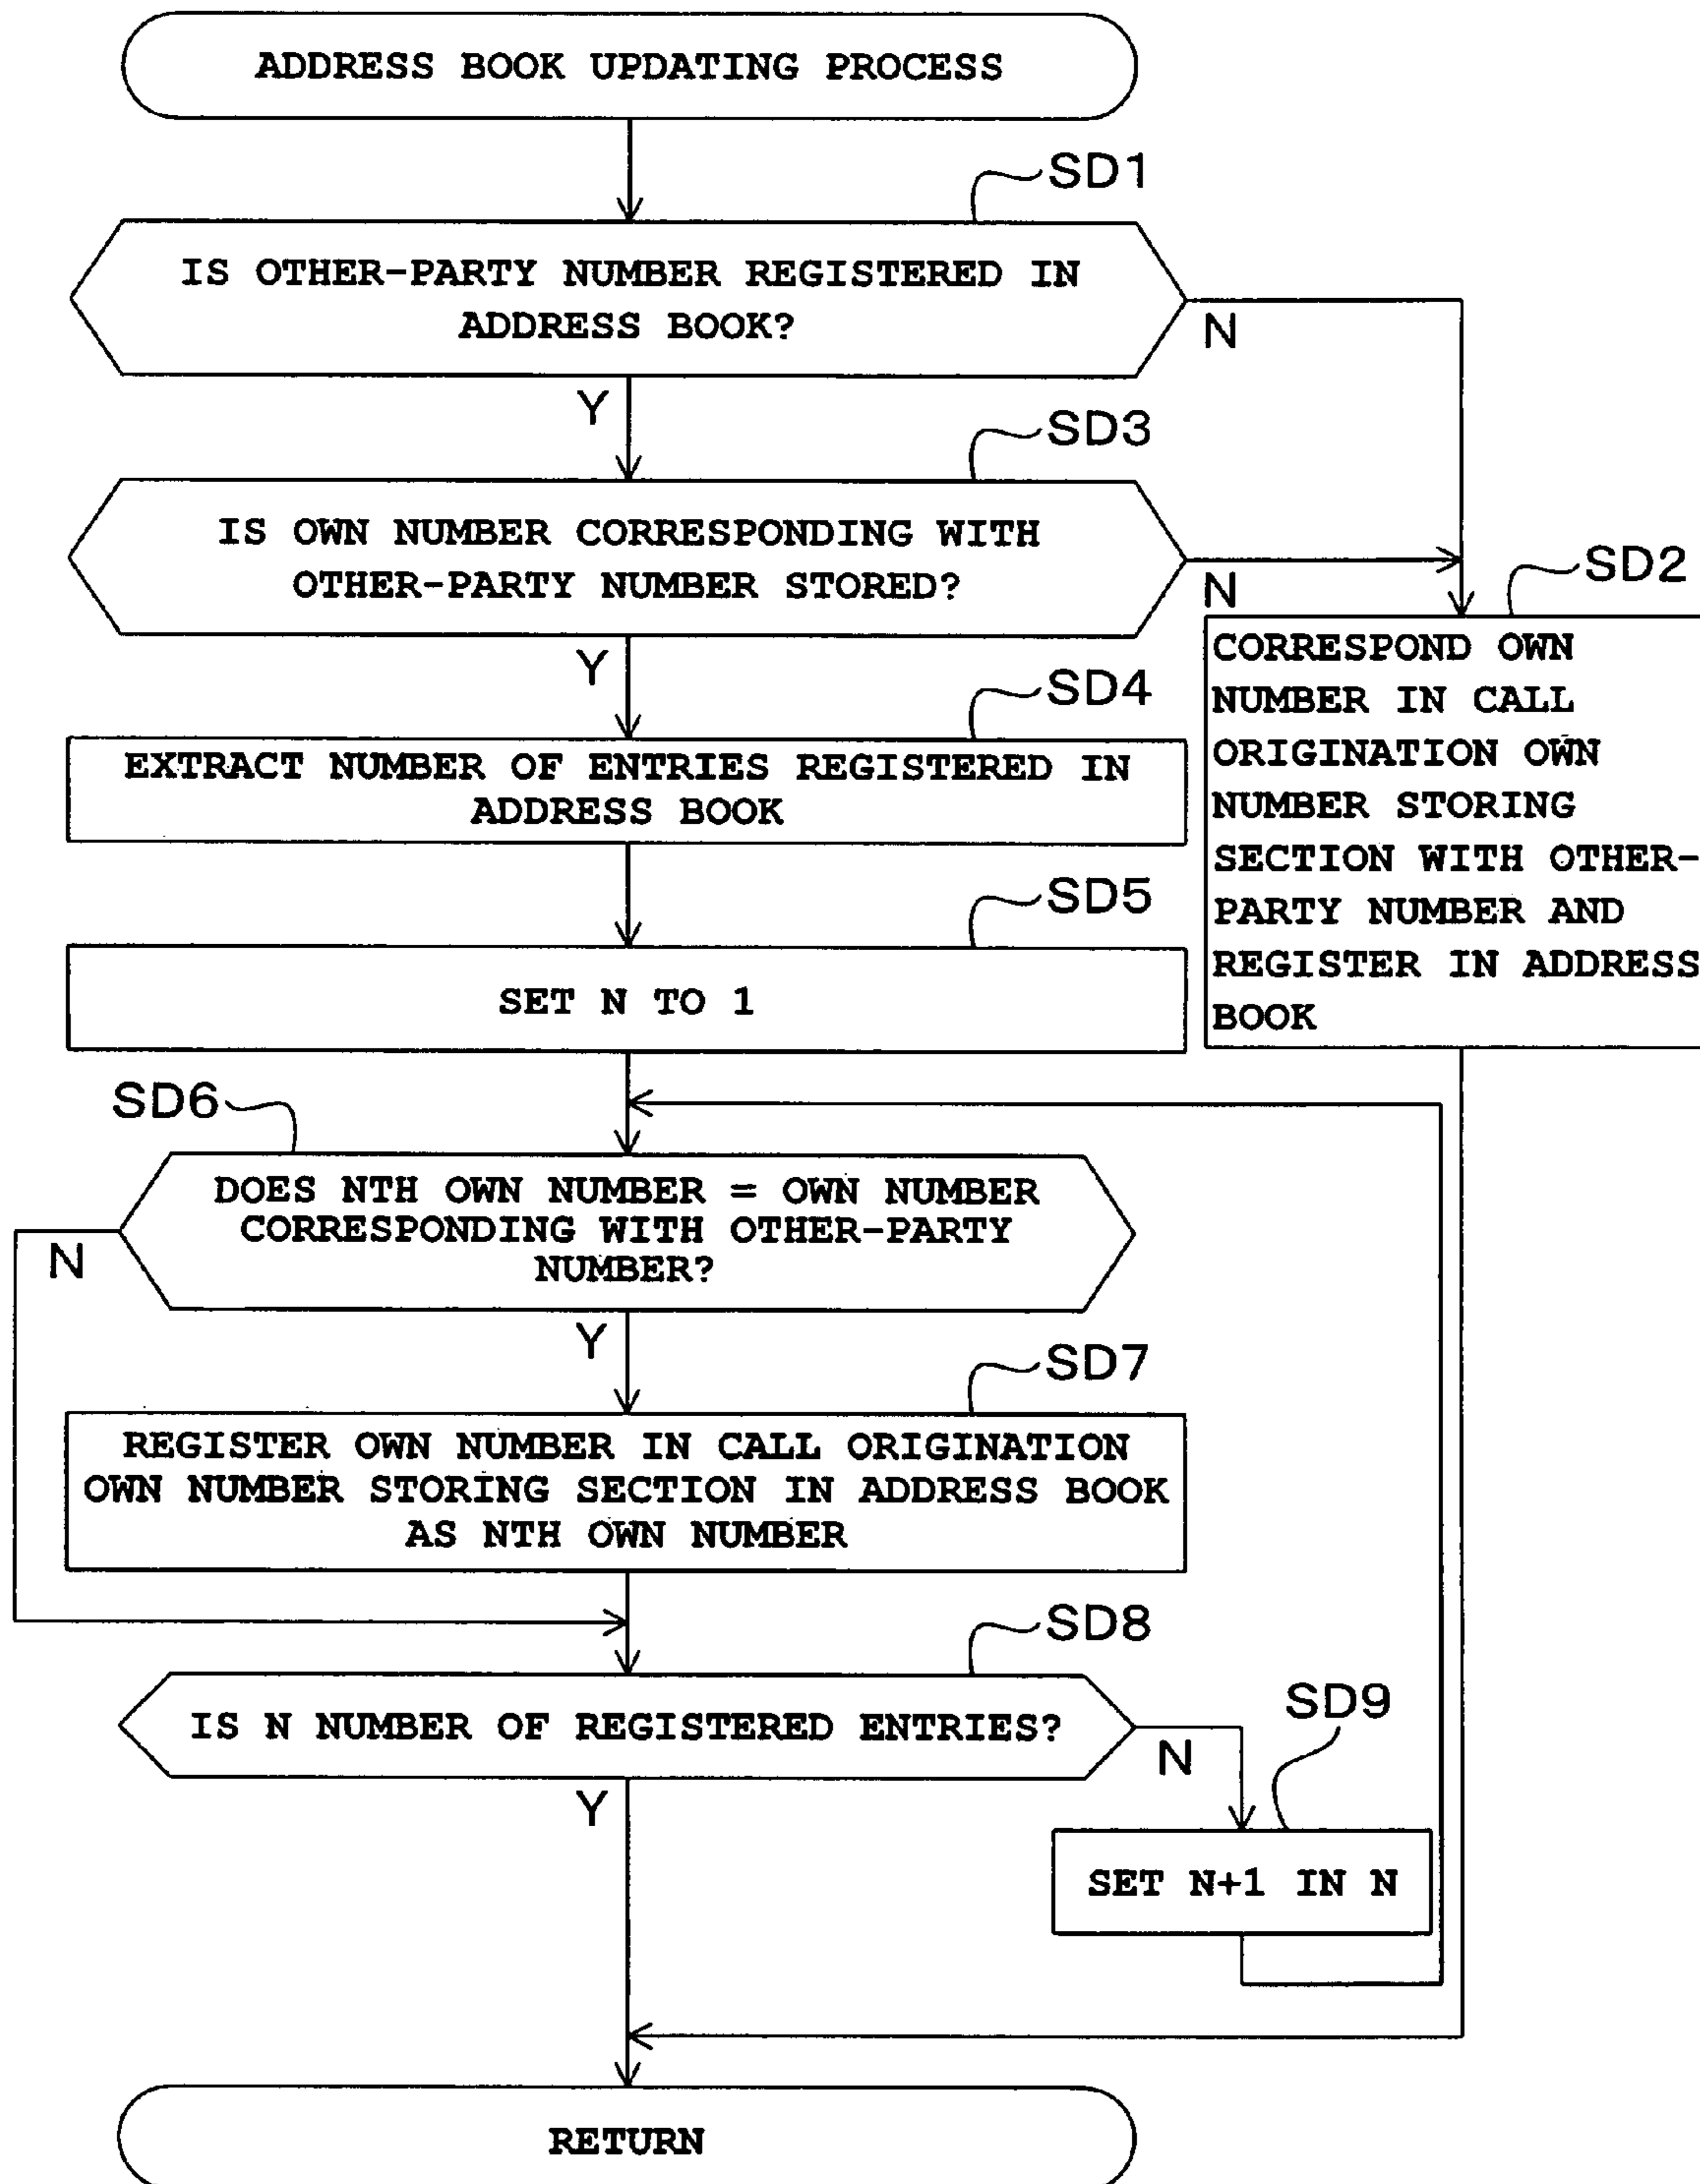 ADDRESS BOOK UPDATING PROCESS
SD1
IS OTHER-PARTY NUMBER REGISTERED IN
ADDRESS BOOK?
N
Y
SD3
IS OWN NUMBER CORRESPONDING WITH
OTHER-PARTY NUMBER STORED?
N
Y
SD2
CORRESPOND OWN
NUMBER IN CALL
ORIGINATION OWN
NUMBER STORING
SECTION WITH OTHER-
PARTY NUMBER AND
REGISTER IN ADDRESS
BOOK
SD4
EXTRACT NUMBER OF ENTRIES REGISTERED IN
ADDRESS BOOK
SD5
SET N TO 1
SD6
DOES NTH OWN NUMBER = OWN NUMBER
CORRESPONDING WITH OTHER-PARTY
NUMBER?
N
Y
SD7
REGISTER OWN NUMBER IN CALL ORIGINATION
OWN NUMBER STORING SECTION IN ADDRESS BOOK
AS NTH OWN NUMBER
SD8
IS N NUMBER OF REGISTERED ENTRIES?
N
Y
SD9
SET N+1 IN N
RETURN